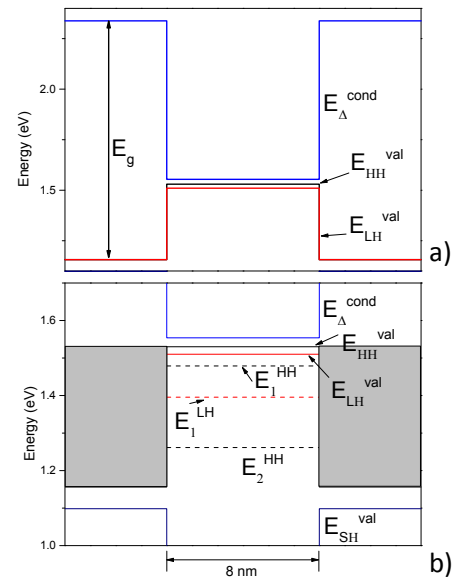 2.0
1.5
Energy (eV)
E_g
E_Δ^cond
E_HH^val
E_LH^val
a)
1.7
1.6
1.4
1.2
1.0
Energy (eV)
E_Δ^cond
E_HH^val
E_1^HH
E_LH^val
E_1^LH
E_2^HH
E_SH^val
8 nm
b)